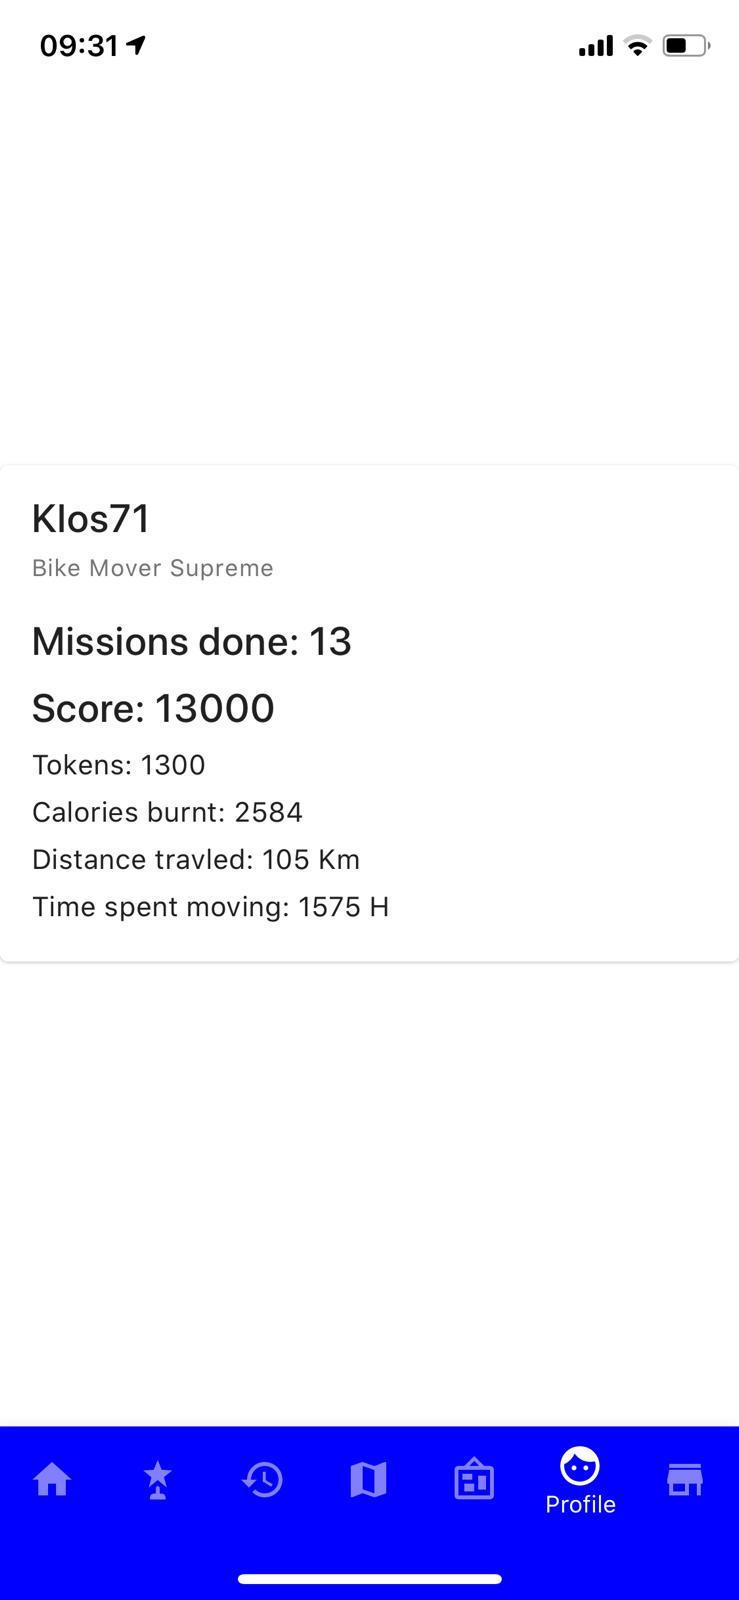 09:31
Klos71
Bike Mover Supreme
Missions done: 13
Score: 13000
Tokens: 1300
Calories burnt: 2584
Distance travled: 105 Km
Time spent moving: 1575 H
Profile